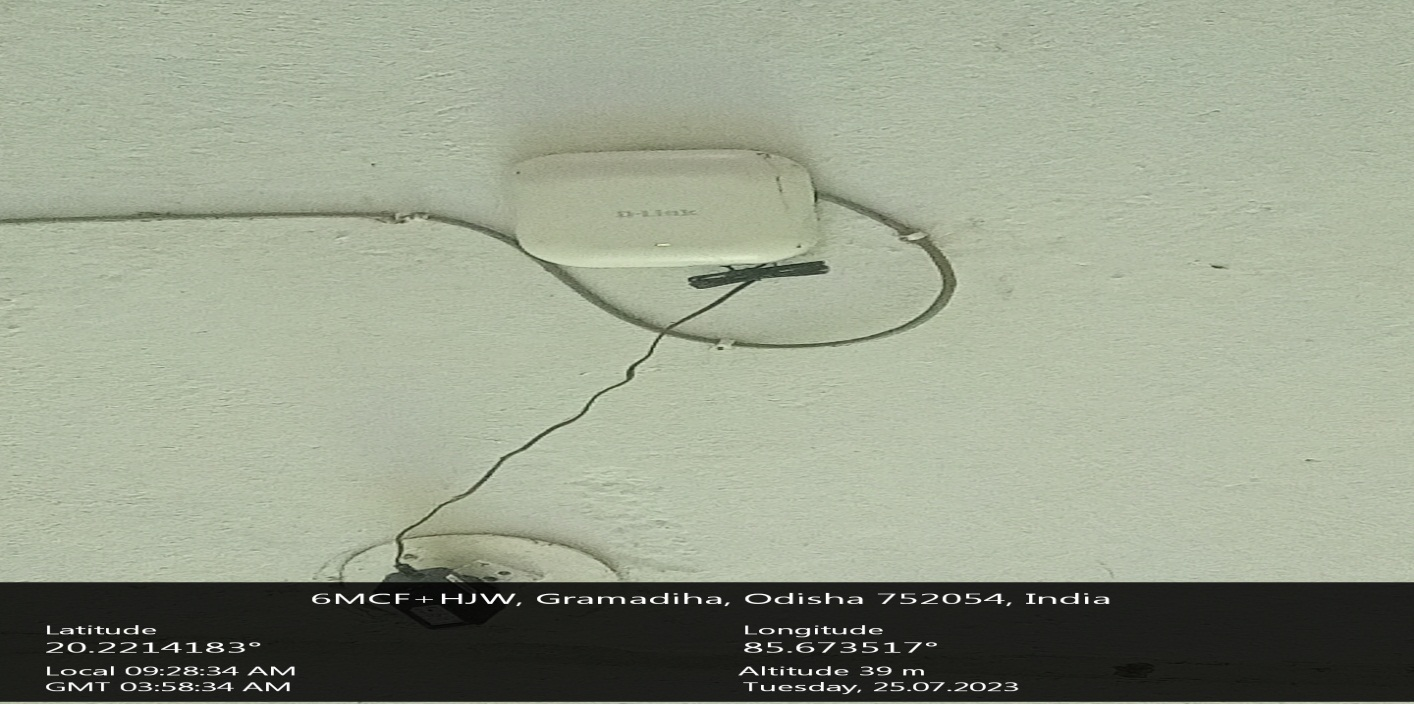 D-Link
6MCF+HJW, Gramadiha, Odisha 752054, India
Latitude
20.2214183°
Longitude
85.673517°
Local 09:28:34 AM
GMT 03:58:34 AM
Altitude 39 m
Tuesday, 25.07.2023